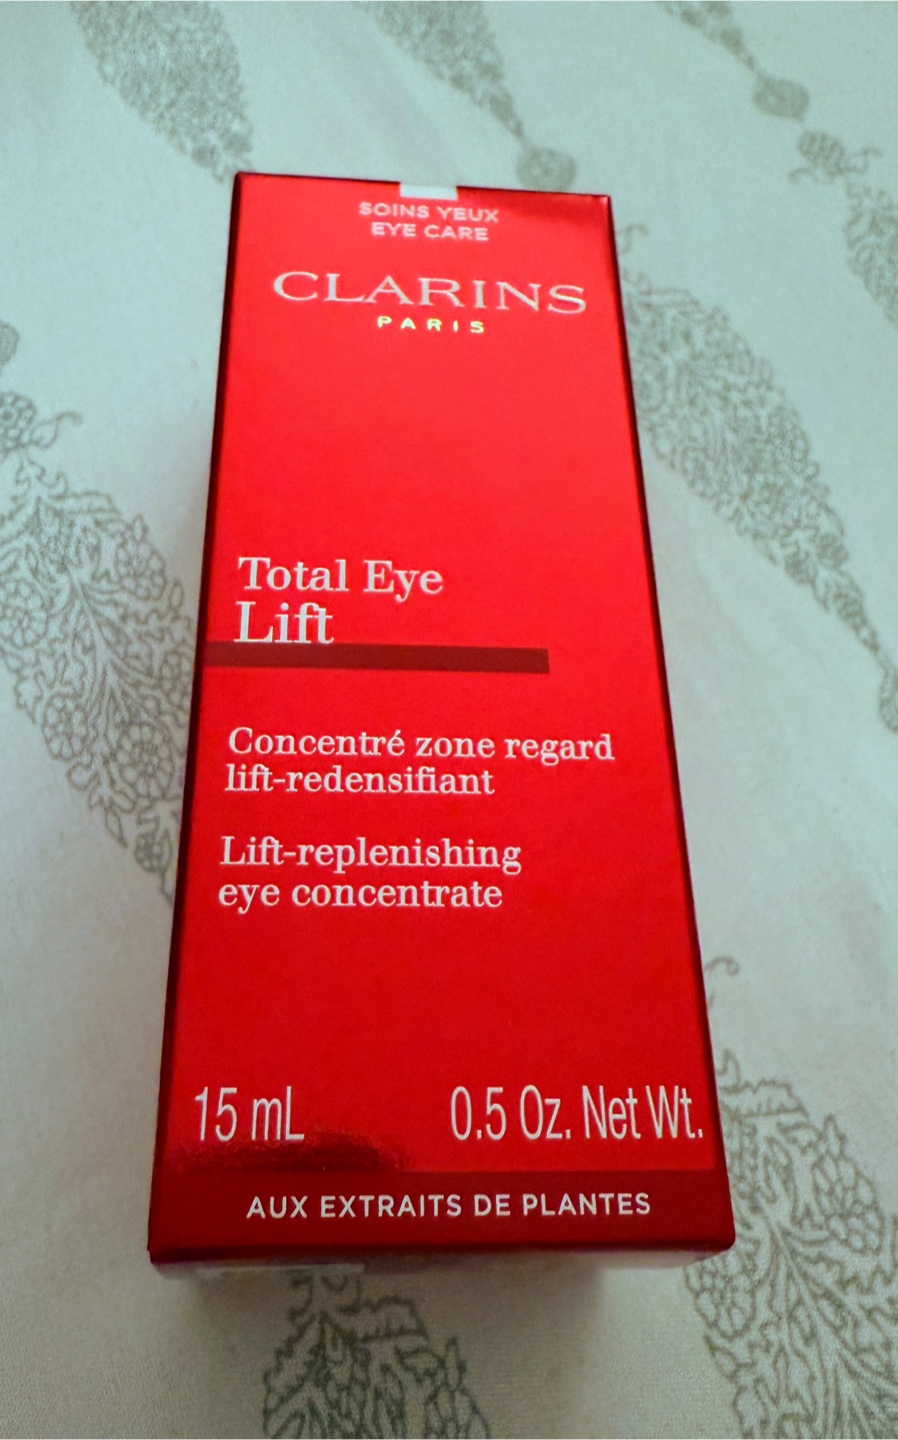 SOINS YEUX
EYE CARE
CLARINS
PARIS
Total Eye
Lift
Concentré zone regard
lift-redensifiant
Lift-replenishing
eye concentrate
15 mL 0.5 Oz. Net Wt.
AUX EXTRAITS DE PLANTES